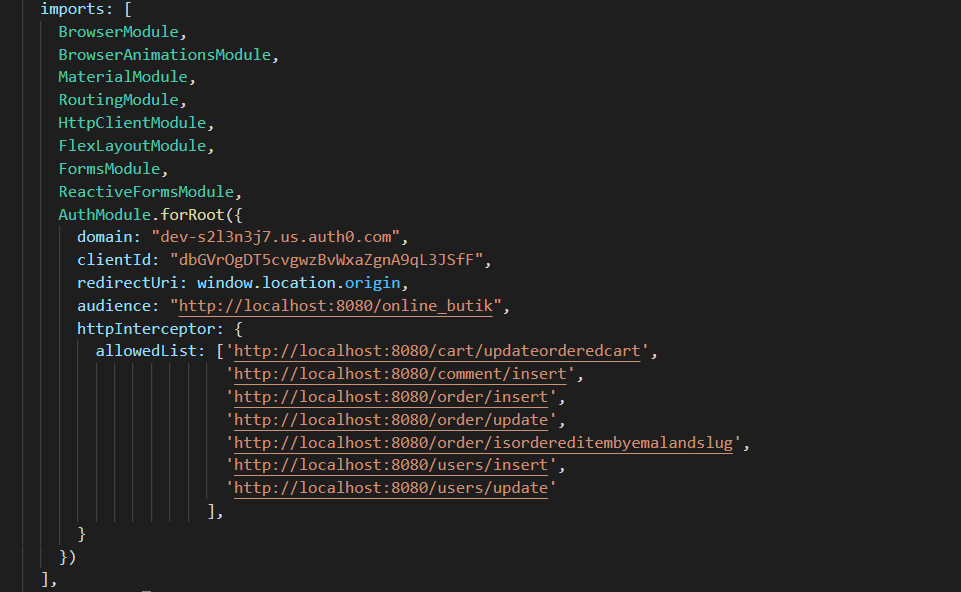 imports: [
BrowserModule,
BrowserAnimationsModule,
MaterialModule,
RoutingModule,
HttpClientModule,
FlexLayoutModule,
FormsModule,
ReactiveFormsModule,
AuthModule.forRoot({
domain: "dev-s2l3n3j7.us.auth0.com",
clientId: "dbGVrOgDT5cvgwzBvWxaZgnA9qL3JSfF",
redirectUri: window.location.origin,
audience: "http://localhost:8080/online_butik",
httpInterceptor: {
allowedList: ['http://localhost:8080/cart/updateorderedcart',
'http://localhost:8080/comment/insert',
'http://localhost:8080/order/insert',
'http://localhost:8080/order/update',
'http://localhost:8080/order/isordereditembyemalandslug',
'http://localhost:8080/users/insert',
'http://localhost:8080/users/update'
],
}
})
],